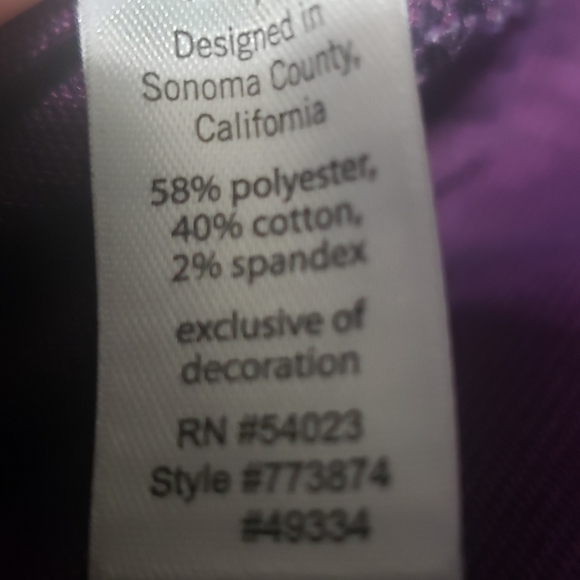 Designed in
Sonoma County,
California
58% polyester,
40% cotton,
2% spandex
exclusive of
decoration
RN #54023
Style #773874
#49334